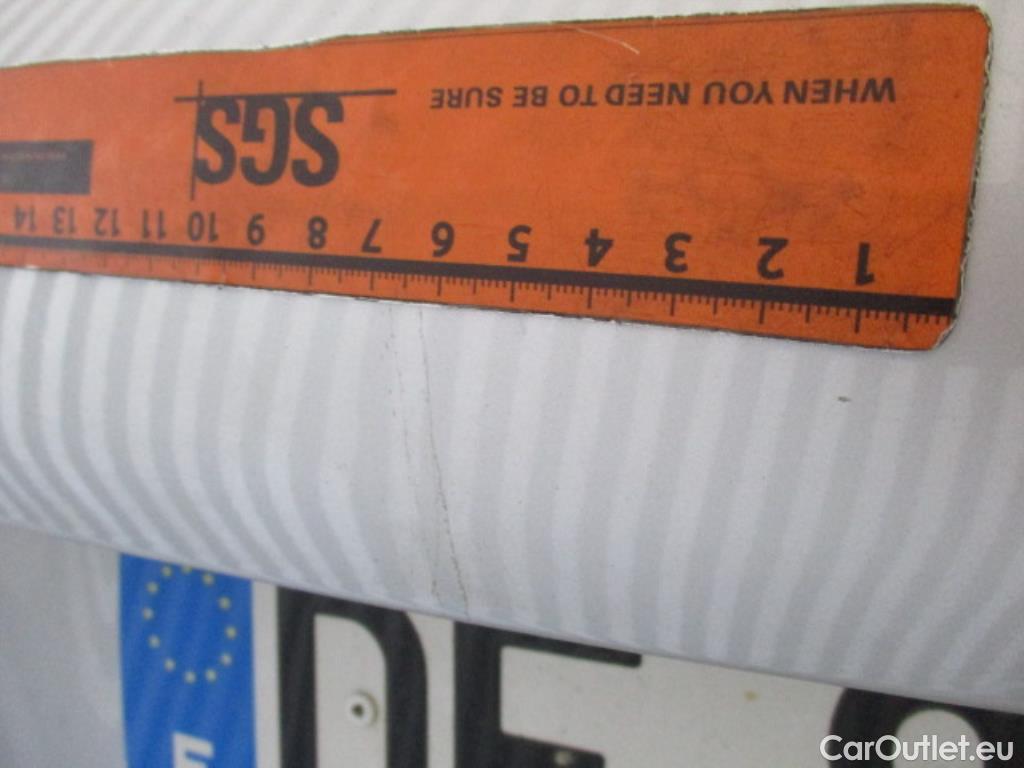 WHEN YOU NEED TO BE SURE
SGS
1 2 3 4 5 6 7 8 9 10 11 12 13 14
DE
CarOutlet.eu